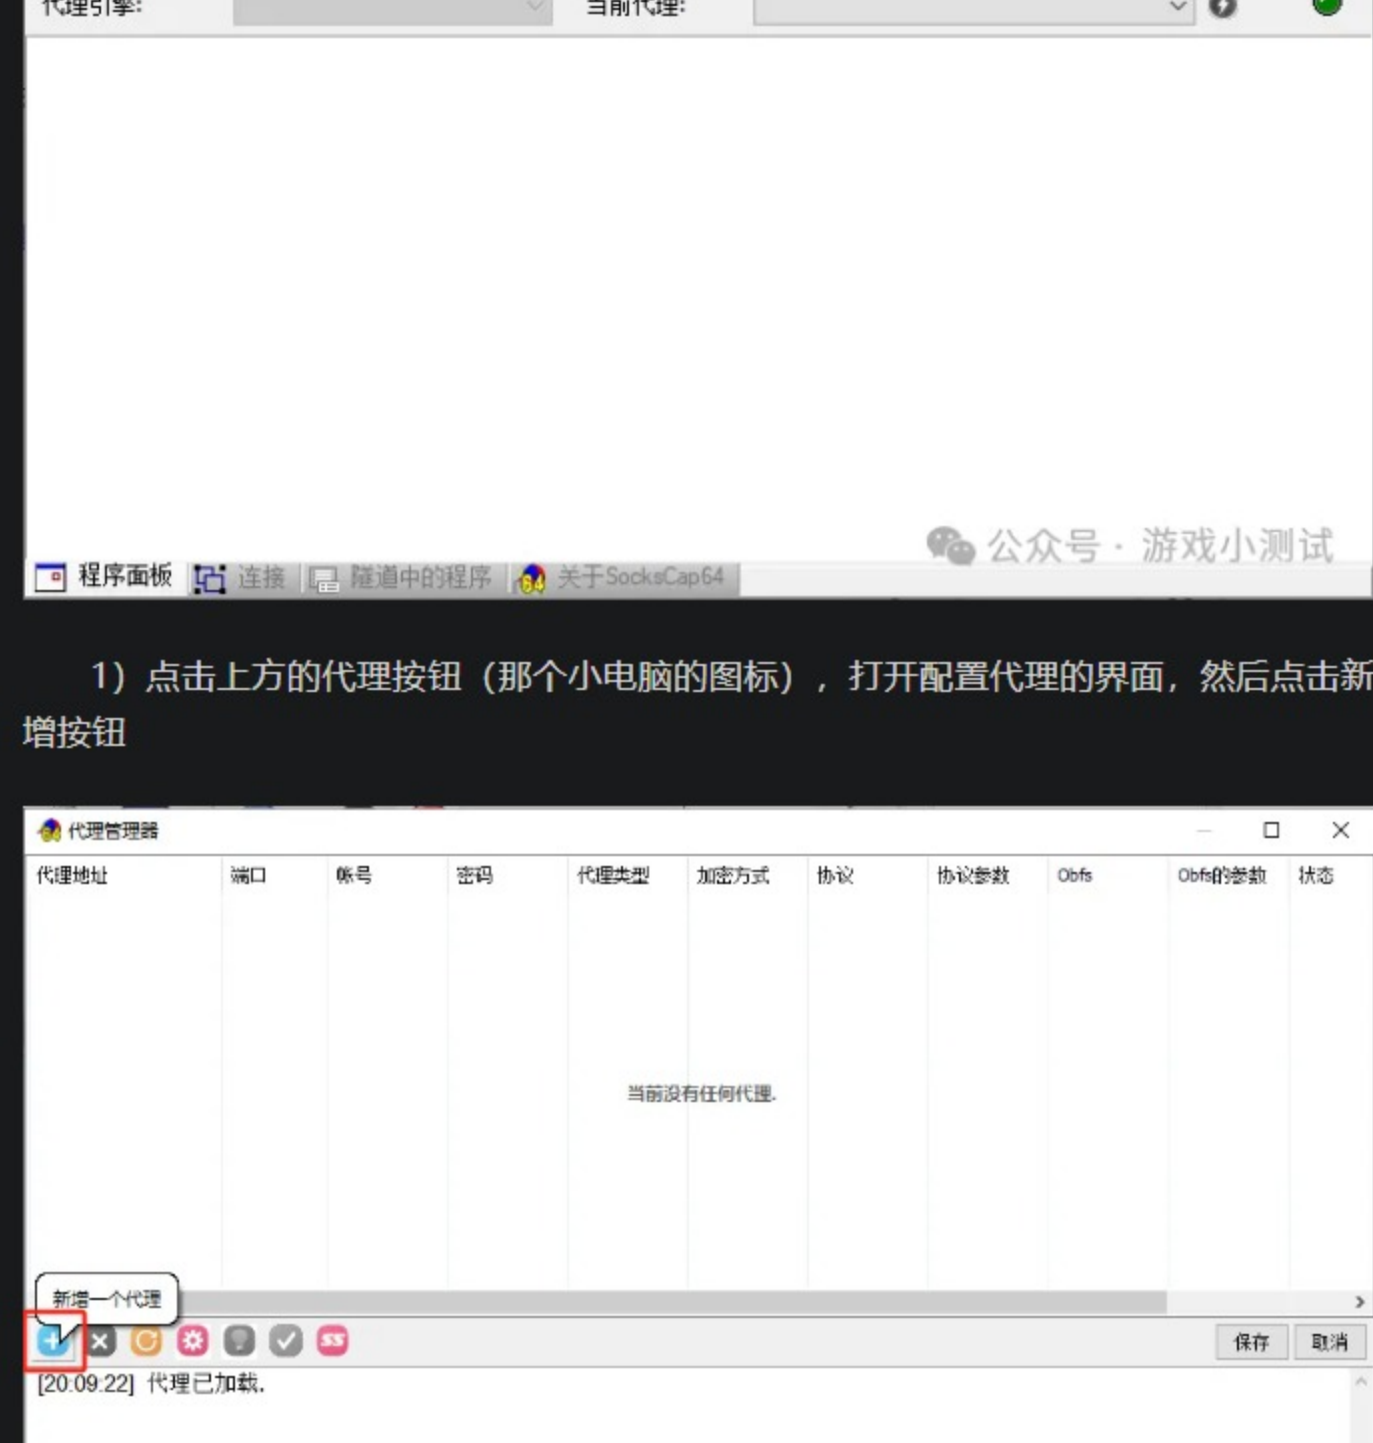 代理引擎:
当前代理:
公众号 · 游戏小测试
程序面板 连接 隧道中的程序 关于SocksCap64
1）点击上方的代理按钮（那个小电脑的图标），打开配置代理的界面，然后点击新
增按钮
代理管理器
代理地址 端口 帐号 密码 代理类型 加密方式 协议 协议参数 Obfs Obfs的参数 状态
当前没有任何代理.
新增一个代理
SS
保存 取消
[20:09:22] 代理已加载.